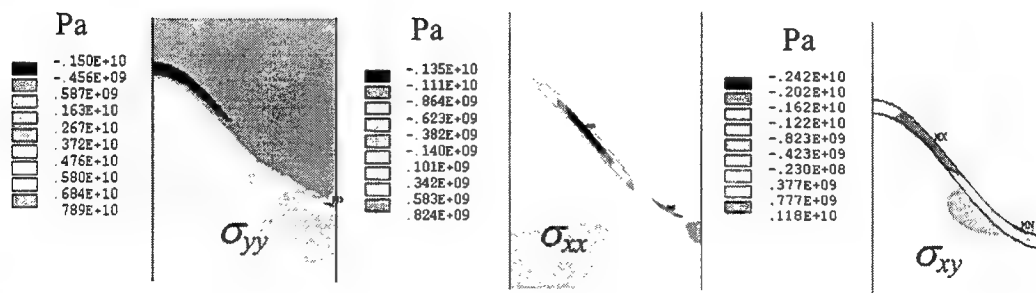 Pa
-.150E+10
-.456E+09
.587E+09
.163E+10
.267E+10
.372E+10
.476E+10
.580E+10
.684E+10
.789E+10
σyy
Pa
-.135E+10
-.111E+10
-.864E+09
-.623E+09
-.382E+09
-.140E+09
.101E+09
.342E+09
.583E+09
.824E+09
σxx
Pa
-.242E+10
-.202E+10
-.162E+10
-.122E+10
-.823E+09
-.423E+09
-.230E+08
.377E+09
.777E+09
.118E+10
MN
σxy